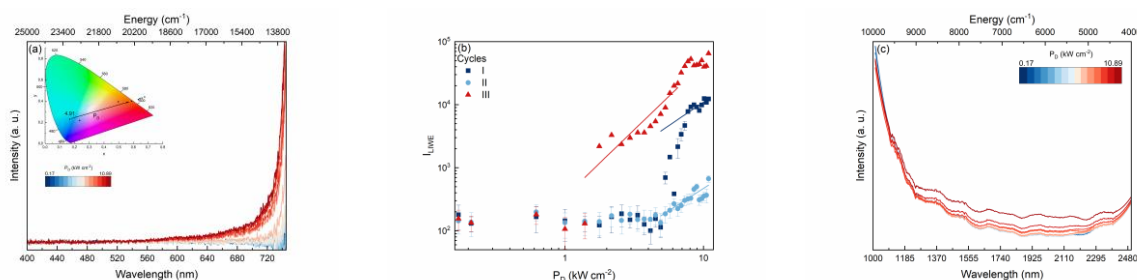 Energy (cm⁻¹)
25000 23400 21800 20200 18600 17000 15400 13800
(a)
P_D (kW cm⁻²)
0.17 10.89
Intensity (a. u.)
400 440 480 520 560 600 640 680 720
Wavelength (nm)
(b)
Cycles
I
II
III
I_LIWE
10⁵
10⁴
10³
10²
1 10
P_D (kW cm⁻²)
Energy (cm⁻¹)
10000 9000 8000 7000 6000 5000 4000
(c)
P_D (kW cm⁻²)
0.17 10.89
Intensity (a. u.)
1000 1185 1370 1555 1740 1925 2110 2480
Wavelength (nm)